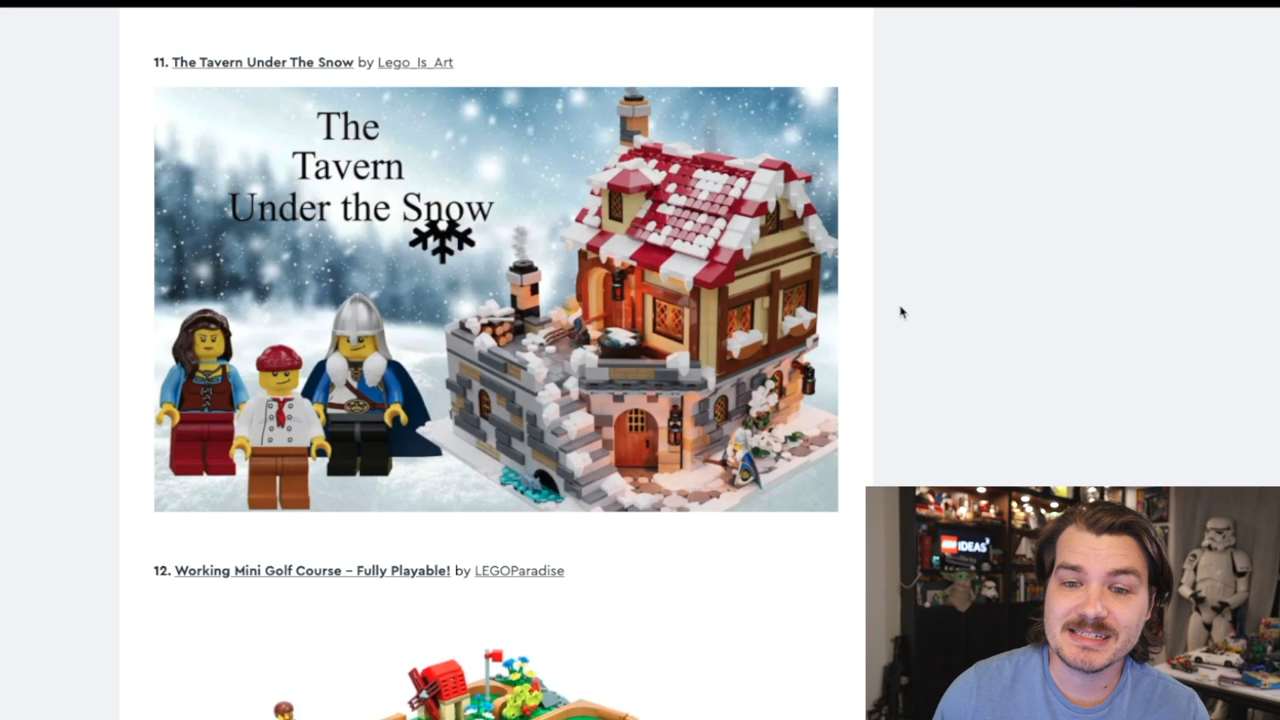 11. The Tavern Under The Snow by Lego_Is_Art
The
Tavern
Under the Snow
12. Working Mini Golf Course – Fully Playable! by LEGOParadise
LEGO IDEAS